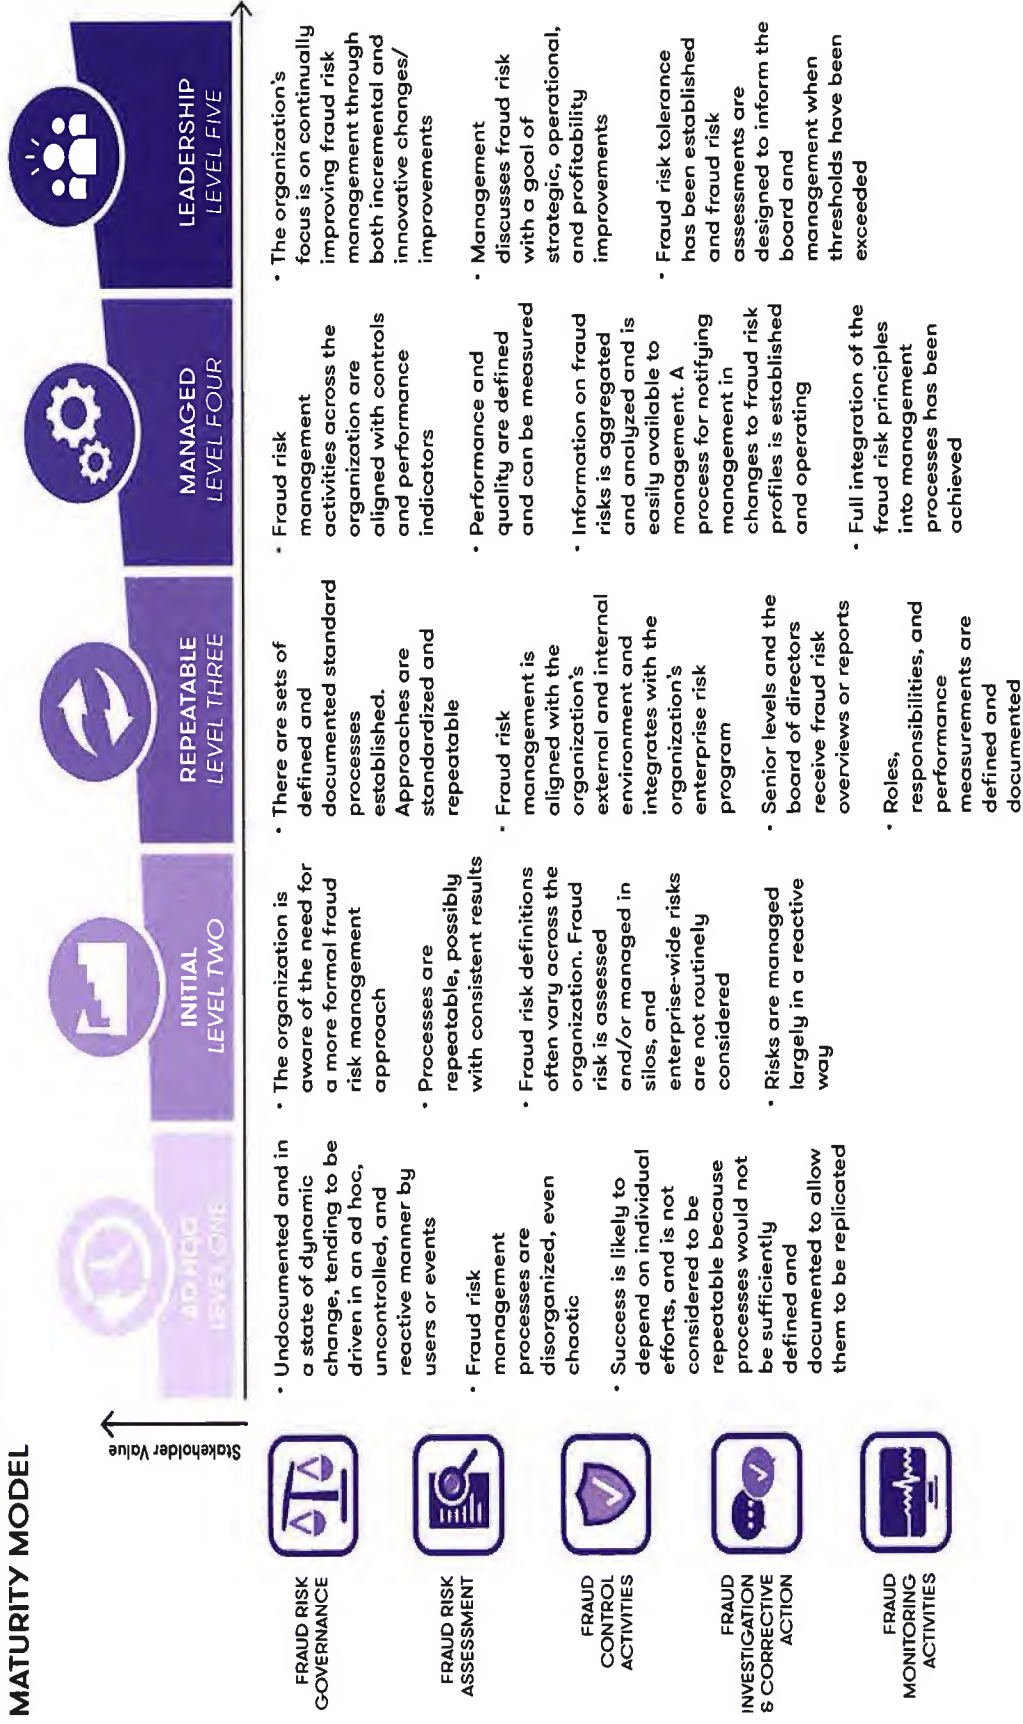 MATURITY MODEL
Stakeholder Value
AD HOC
LEVEL ONE
INITIAL
LEVEL TWO
REPEATABLE
LEVEL THREE
MANAGED
LEVEL FOUR
LEADERSHIP
LEVEL FIVE
FRAUD RISK
GOVERNANCE
FRAUD RISK
ASSESSMENT
FRAUD
CONTROL
ACTIVITIES
FRAUD
INVESTIGATION
& CORRECTIVE
ACTION
FRAUD
MONITORING
ACTIVITIES
• Undocumented and in
a state of dynamic
change, tending to be
driven in an ad hoc,
uncontrolled, and
reactive manner by
users or events
• Fraud risk
management
processes are
disorganized, even
chaotic
• Success is likely to
depend on individual
efforts, and is not
considered to be
repeatable because
processes would not
be sufficiently
defined and
documented to allow
them to be replicated
• The organization is
aware of the need for
a more formal fraud
risk management
approach
• Processes are
repeatable, possibly
with consistent results
• Fraud risk definitions
often vary across the
organization. Fraud
risk is assessed
and/or managed in
silos, and
enterprise-wide risks
are not routinely
considered
• Risks are managed
largely in a reactive
way
• There are sets of
defined and
documented standard
processes
established.
Approaches are
standardized and
repeatable
• Fraud risk
management is
aligned with the
organization's
external and internal
environment and
integrates with the
organization's
enterprise risk
program
• Senior levels and the
board of directors
receive fraud risk
overviews or reports
• Roles,
responsibilities, and
performance
measurements are
defined and
documented
• Fraud risk
management
activities across the
organization are
aligned with controls
and performance
indicators
• Performance and
quality are defined
and can be measured
• Information on fraud
risks is aggregated
and analyzed and is
easily available to
management. A
process for notifying
management in
changes to fraud risk
profiles is established
and operating
• Full integration of the
fraud risk principles
into management
processes has been
achieved
• The organization's
focus is on continually
improving fraud risk
management through
both incremental and
innovative changes/
improvements
• Management
discusses fraud risk
with a goal of
strategic, operational,
and profitability
improvements
• Fraud risk tolerance
has been established
and fraud risk
assessments are
designed to inform the
board and
management when
thresholds have been
exceeded